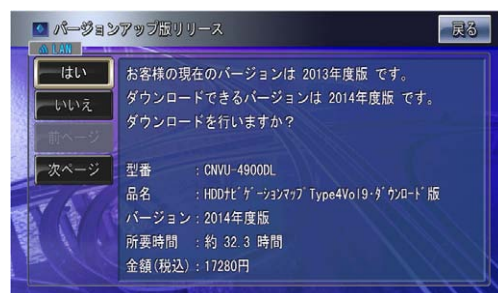 バージョンアップ版リリース
戻る
LAN
はい
お客様の現在のバージョンは 2013年度版 です。
いいえ
ダウンロードできるバージョンは 2014年度版 です。
前ページ
ダウンロードを行いますか？
次ページ
型番 : CNVU-4900DL
品名 : HDDﾅﾋﾞｹﾞｰｼｮﾝﾏｯﾌﾟ Type4Vol9･ﾀﾞｳﾝﾛｰﾄﾞ版
バージョン : 2014年度版
所要時間 : 約 32.3 時間
金額(税込) : 17280円